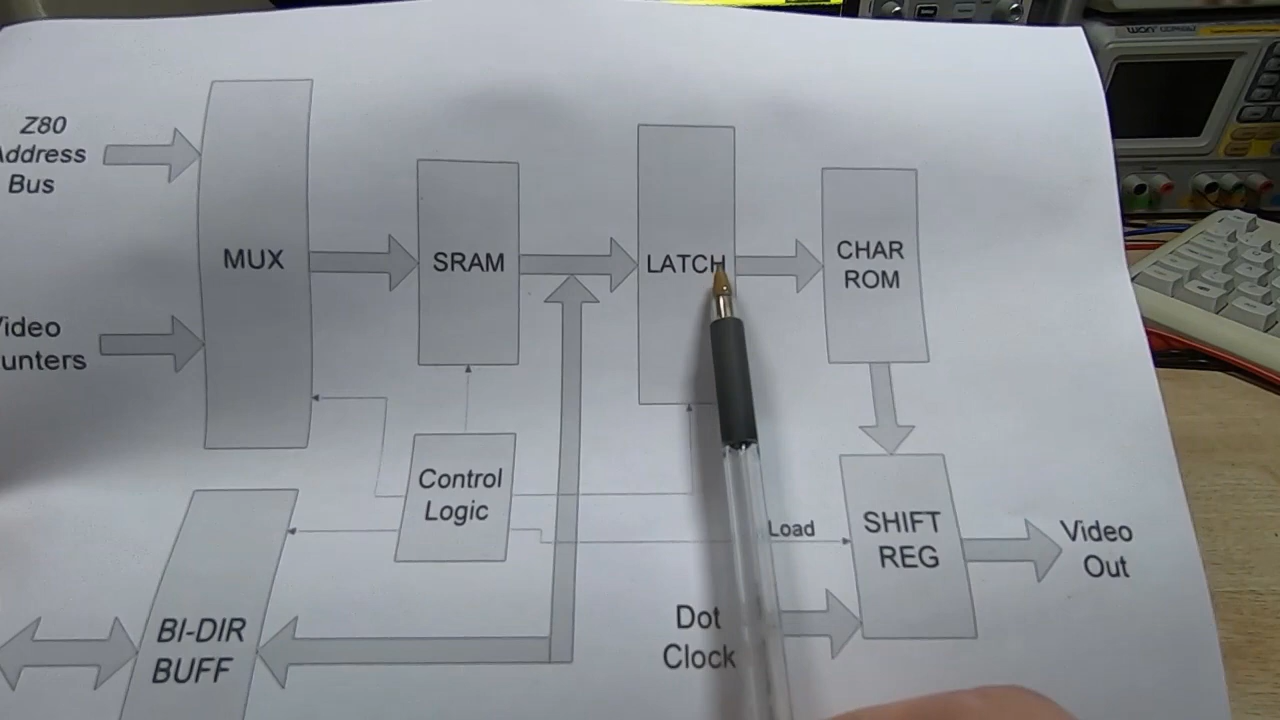 Z80
Address
Bus
MUX
SRAM
LATCH
CHAR
ROM
Video
Control
Logic
Load
SHIFT
REG
Video
Out
BI-DIR
BUFF
Dot
Clock